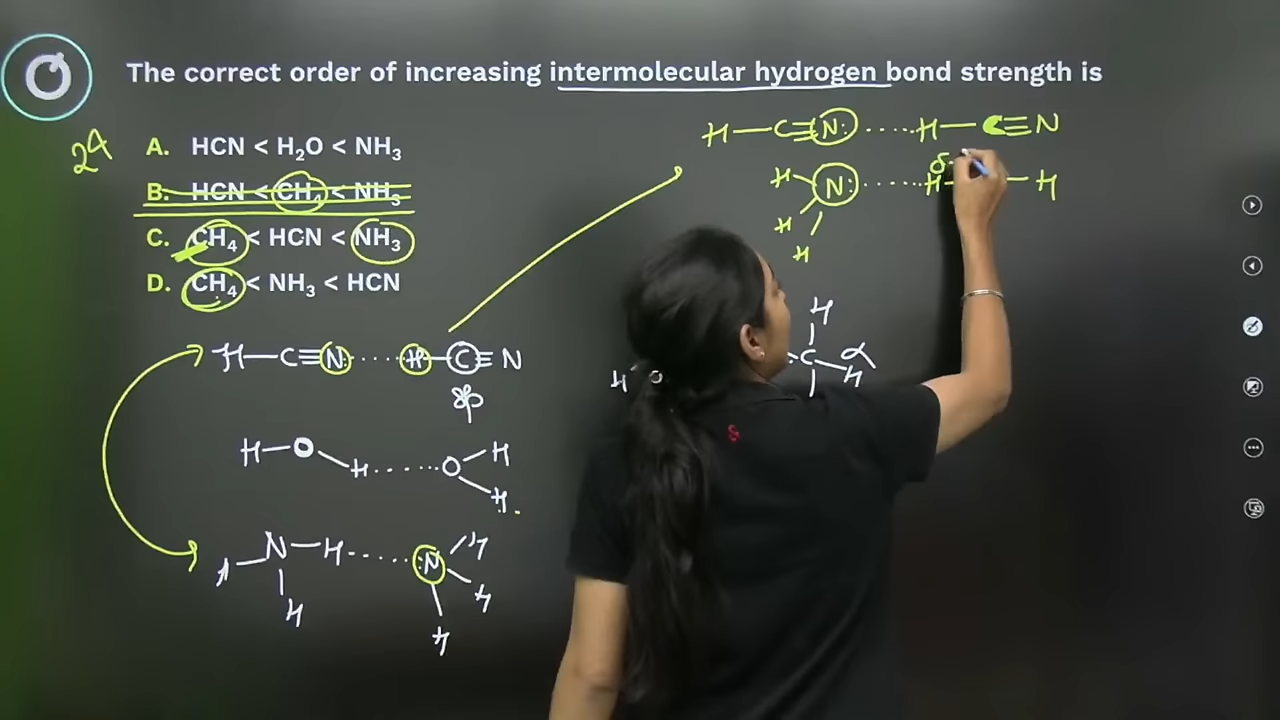 The correct order of increasing intermolecular hydrogen bond strength is
24
A. HCN < H₂O < NH₃
B. HCN < CH₄ < NH₃
C. CH₄ < HCN < NH₃
D. CH₄ < NH₃ < HCN
H—C≡N: ····· H—C≡N
H N: ······ H — H
H
H
H—C≡N: ····· H—C≡N
sp
H
C H
H
H—O H ······ O H
H
N—H ····· :N H
H H
H